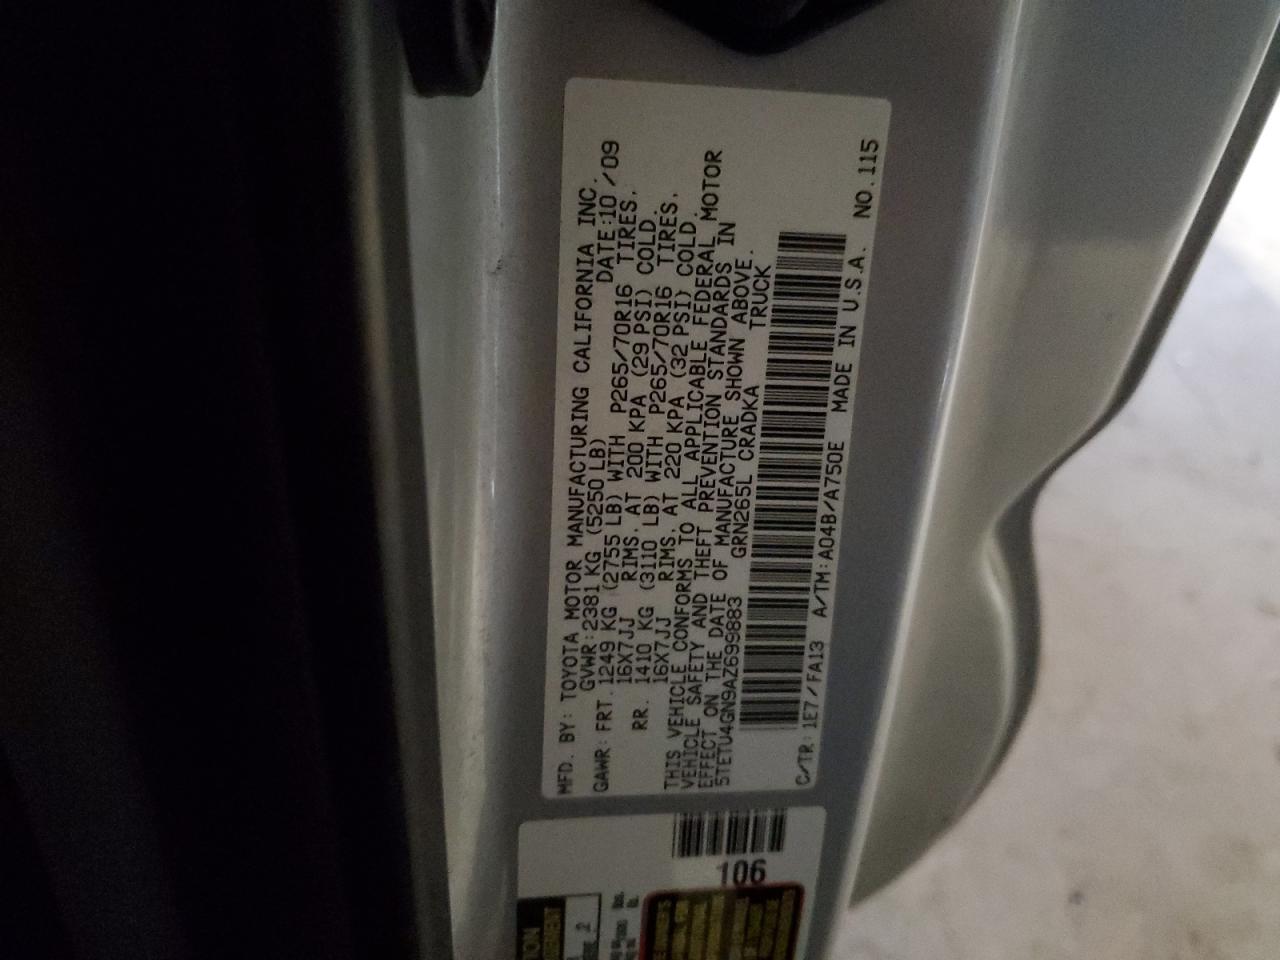 MFD. BY: TOYOTA MOTOR MANUFACTURING CALIFORNIA INC.
GVWR: 2381 KG (5250 LB) DATE: 10 /09
GAWR: FRT. 1249 KG (2755 LB) WITH P265/70R16 TIRES.
16X7JJ RIMS, AT 200 KPA (29 PSI) COLD.
RR. 1410 KG (3110 LB) WITH P265/70R16 TIRES.
16X7JJ RIMS, AT 220 KPA (32 PSI) COLD.
THIS VEHICLE CONFORMS TO ALL APPLICABLE FEDERAL MOTOR
VEHICLE SAFETY AND THEFT PREVENTION STANDARDS IN
EFFECT ON THE DATE OF MANUFACTURE SHOWN ABOVE.
5TETU4GN9AZ699883 GRN265L CRADKA TRUCK
C/TR: 1E7 / FA13 A/TM: A04B/A750E MADE IN U.S.A. NO. 115
106